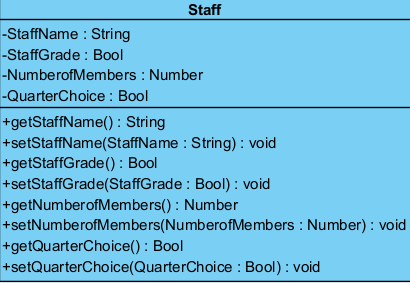 Staff
-StaffName : String
-StaffGrade : Bool
-NumberofMembers : Number
-QuarterChoice : Bool
+getStaffName() : String
+setStaffName(StaffName : String) : void
+getStaffGrade() : Bool
+setStaffGrade(StaffGrade : Bool) : void
+getNumberofMembers() : Number
+setNumberofMembers(NumberofMembers : Number) : void
+getQuarterChoice() : Bool
+setQuarterChoice(QuarterChoice : Bool) : void